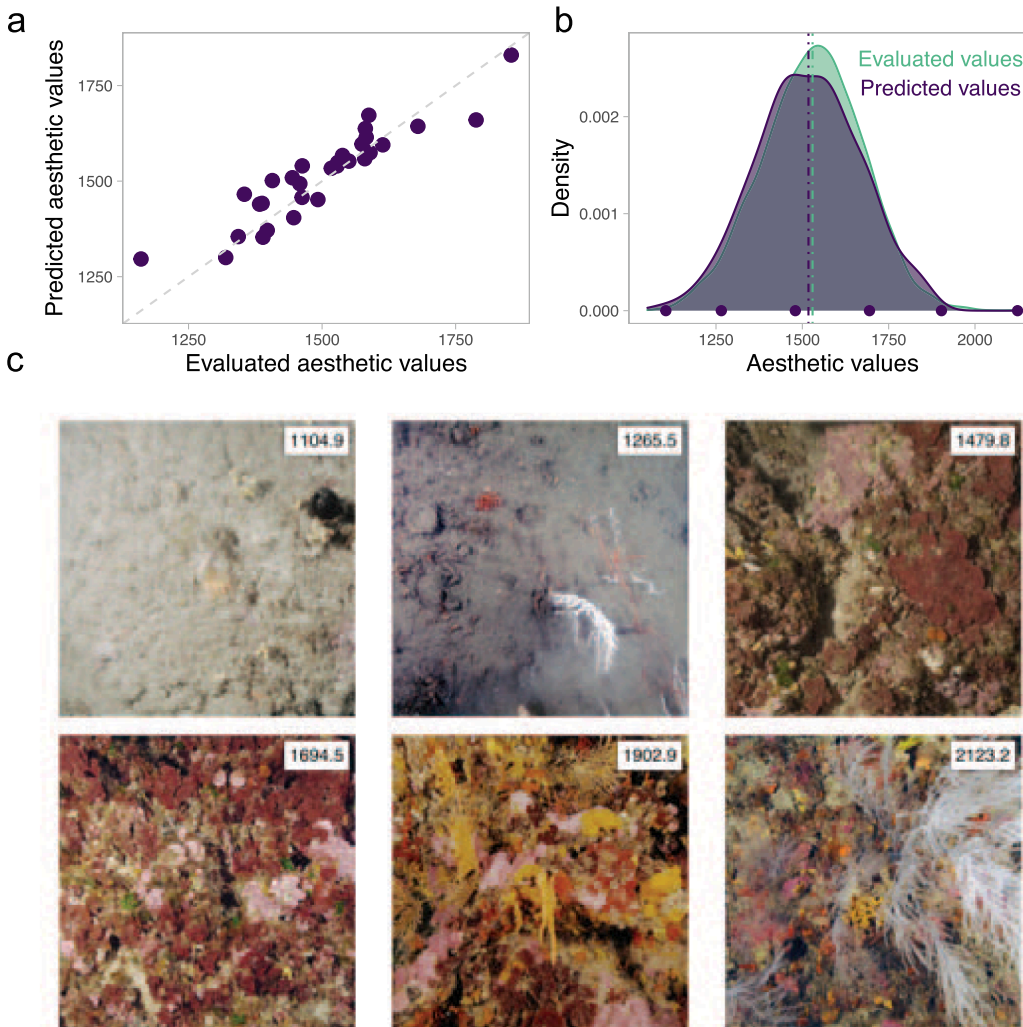 a
Predicted aesthetic values
1750
1500
1250
1250
1500
1750
Evaluated aesthetic values
b
Density
0.002
0.001
0.000
Evaluated values
Predicted values
1250
1500
1750
2000
Aesthetic values
c
1104.9
1265.5
1479.8
1694.5
1902.9
2123.2